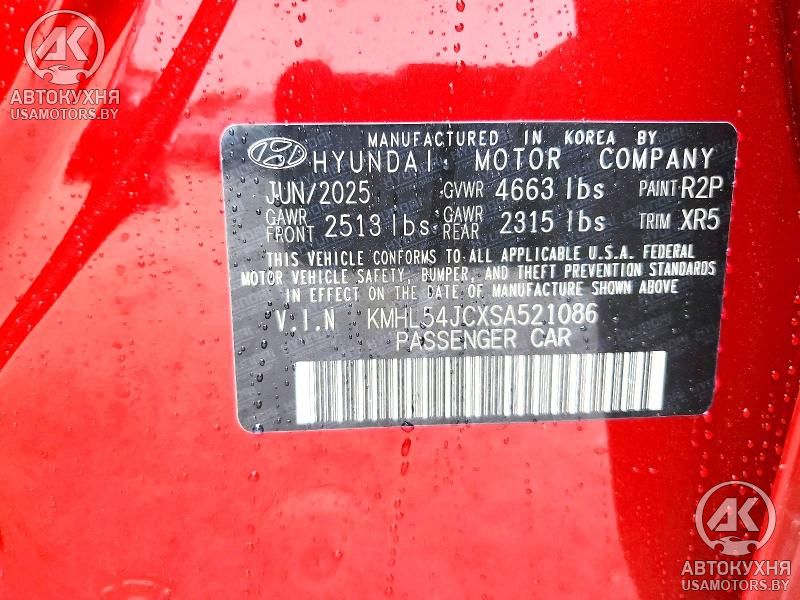 АК
АВТОКУХНЯ
USAMOTORS.BY
MANUFACTURED IN KOREA BY
HYUNDAI MOTOR COMPANY
JUN/2025 GVWR 4663 lbs PAINT R2P
GAWR FRONT 2513 lbs GAWR REAR 2315 lbs TRIM XR5
THIS VEHICLE CONFORMS TO ALL APPLICABLE U.S.A. FEDERAL
MOTOR VEHICLE SAFETY, BUMPER, AND THEFT PREVENTION STANDARDS
IN EFFECT ON THE DATE OF MANUFACTURE SHOWN ABOVE
V.I.N KMHL54JCXSA521086
PASSENGER CAR
АК
АВТОКУХНЯ
USAMOTORS.BY